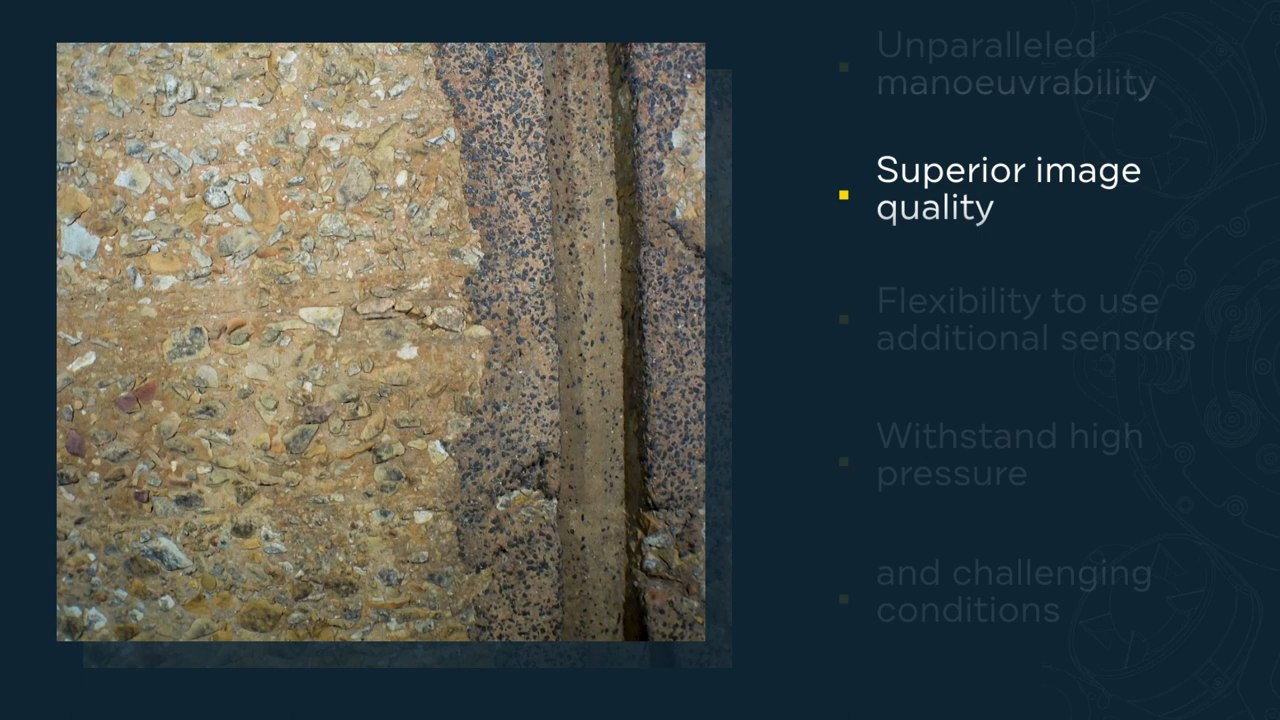 Unparalleled
manoeuvrability
Superior image
quality
Flexibility to use
additional sensors
Withstand high
pressure
and challenging
conditions